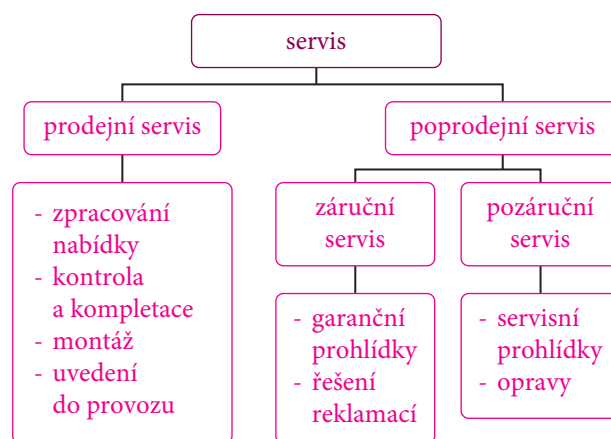 servis
prodejní servis
poprodejní servis
- zpracování
nabídky
- kontrola
a kompletace
- montáž
- uvedení
do provozu
záruční
servis
pozáruční
servis
- garanční
prohlídky
- řešení
reklamací
- servisní
prohlídky
- opravy